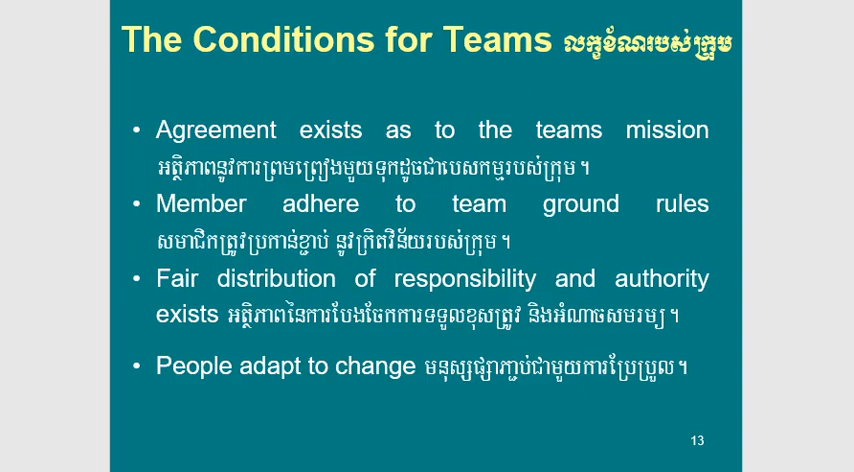 The Conditions for Teams លក្ខខ័ណរបស់ក្រុម
• Agreement exists as to the teams mission
អត្ថិភាពនូវការព្រមព្រៀងមួយទុកដូចជាបេសកម្មរបស់ក្រុម។
• Member adhere to team ground rules
សមាជិកត្រូវប្រកាន់ខ្ជាប់ នូវក្រិតវិន័យរបស់ក្រុម។
• Fair distribution of responsibility and authority
exists អត្ថិភាពនៃការបែងចែកការទទួលខុសត្រូវ និងអំណាចសមរម្យ។
• People adapt to change មនុស្សផ្សាភ្ជាប់ជាមួយការប្រែប្រួល។
13